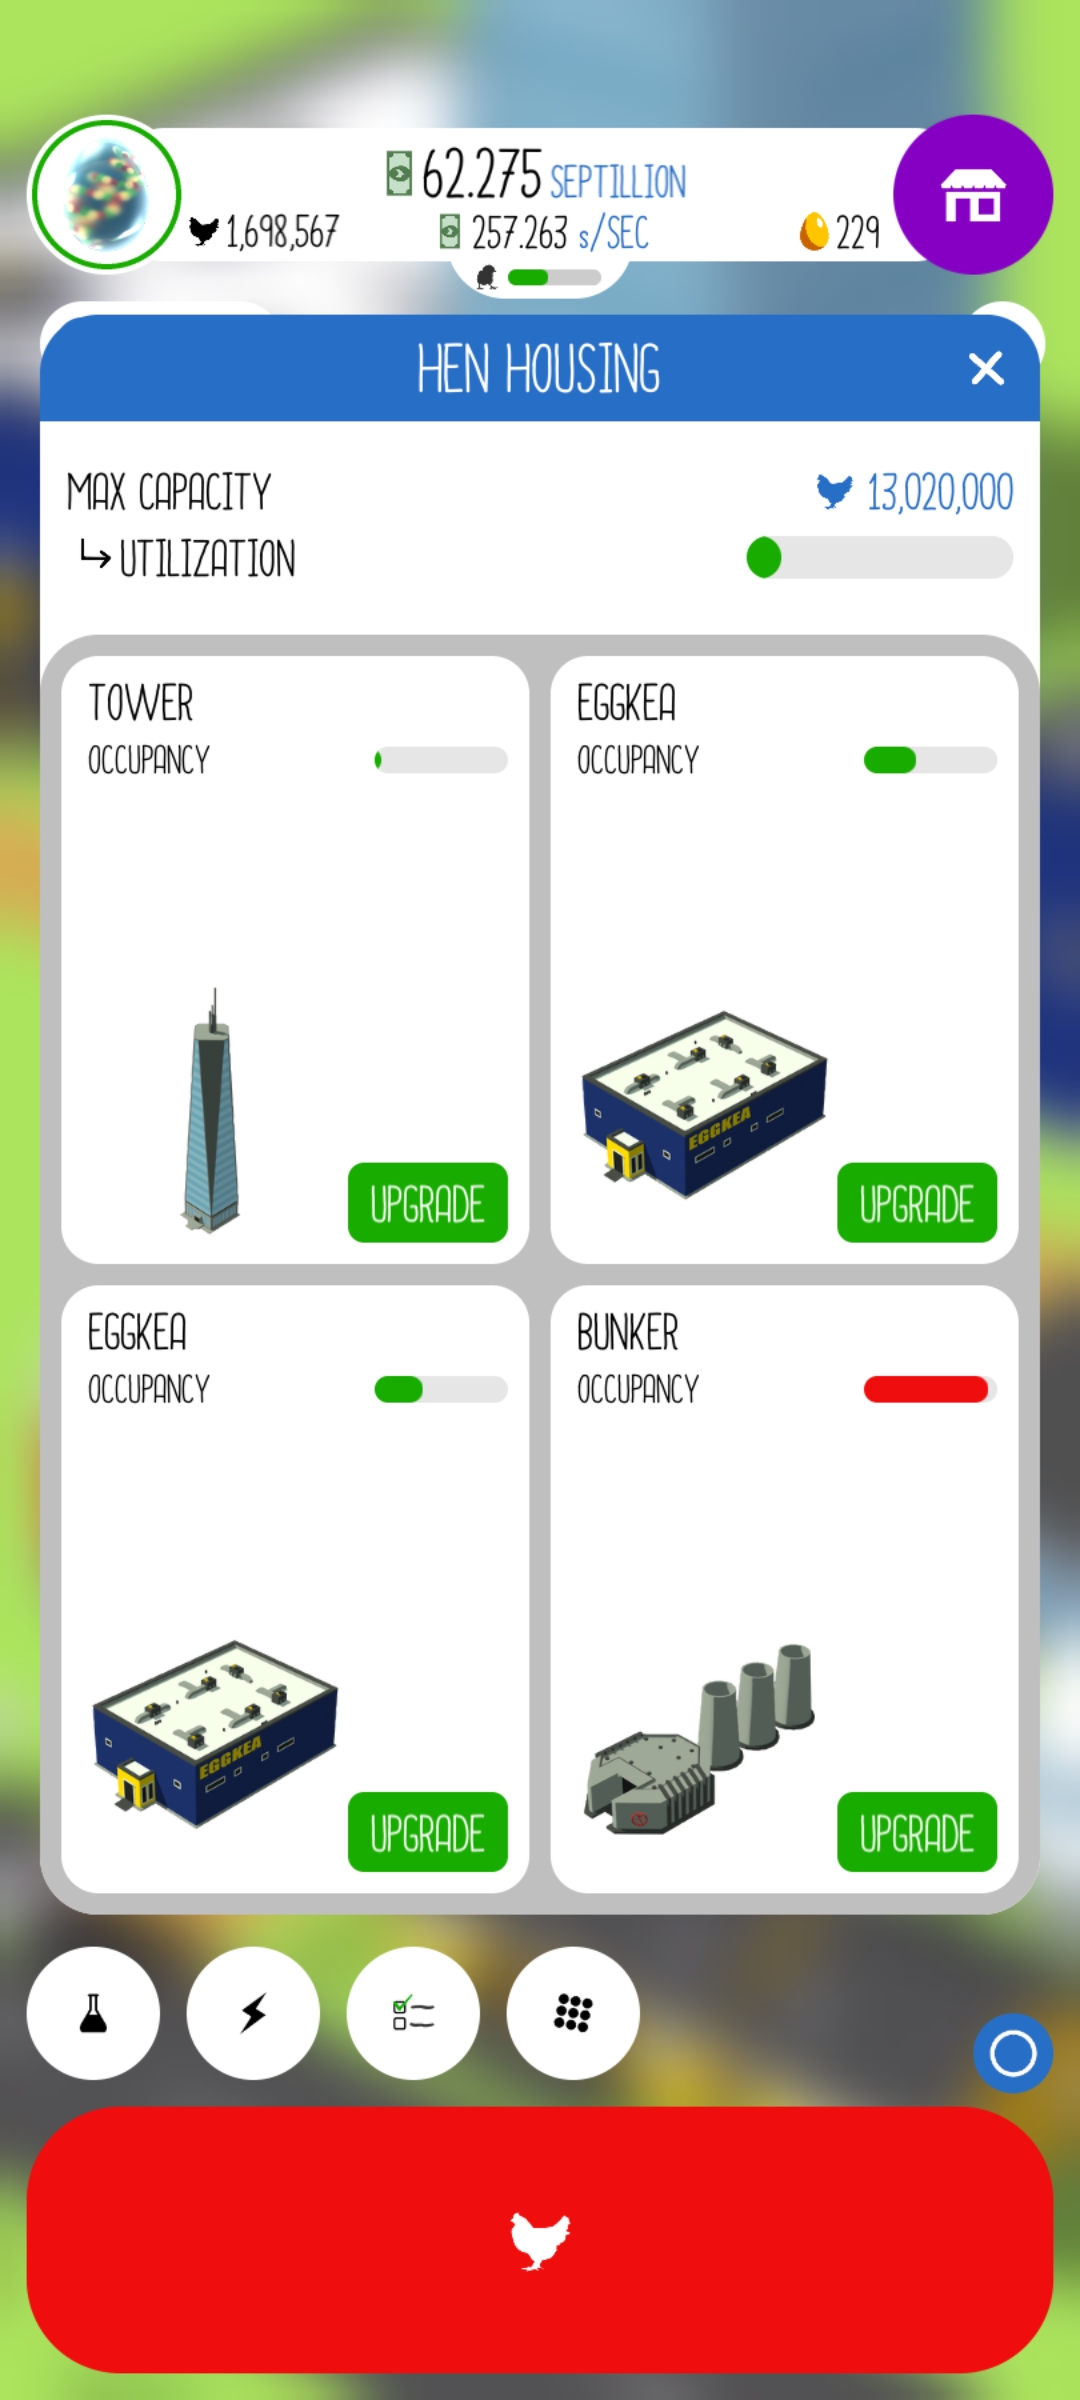 62.275 SEPTILLION
1,698,567 257.263 s/SEC 229
HEN HOUSING
MAX CAPACITY 13,020,000
UTILIZATION
TOWER
OCCUPANCY
UPGRADE
EGGKEA
OCCUPANCY
EGGKEA
UPGRADE
EGGKEA
OCCUPANCY
EGGKEA
UPGRADE
BUNKER
OCCUPANCY
UPGRADE